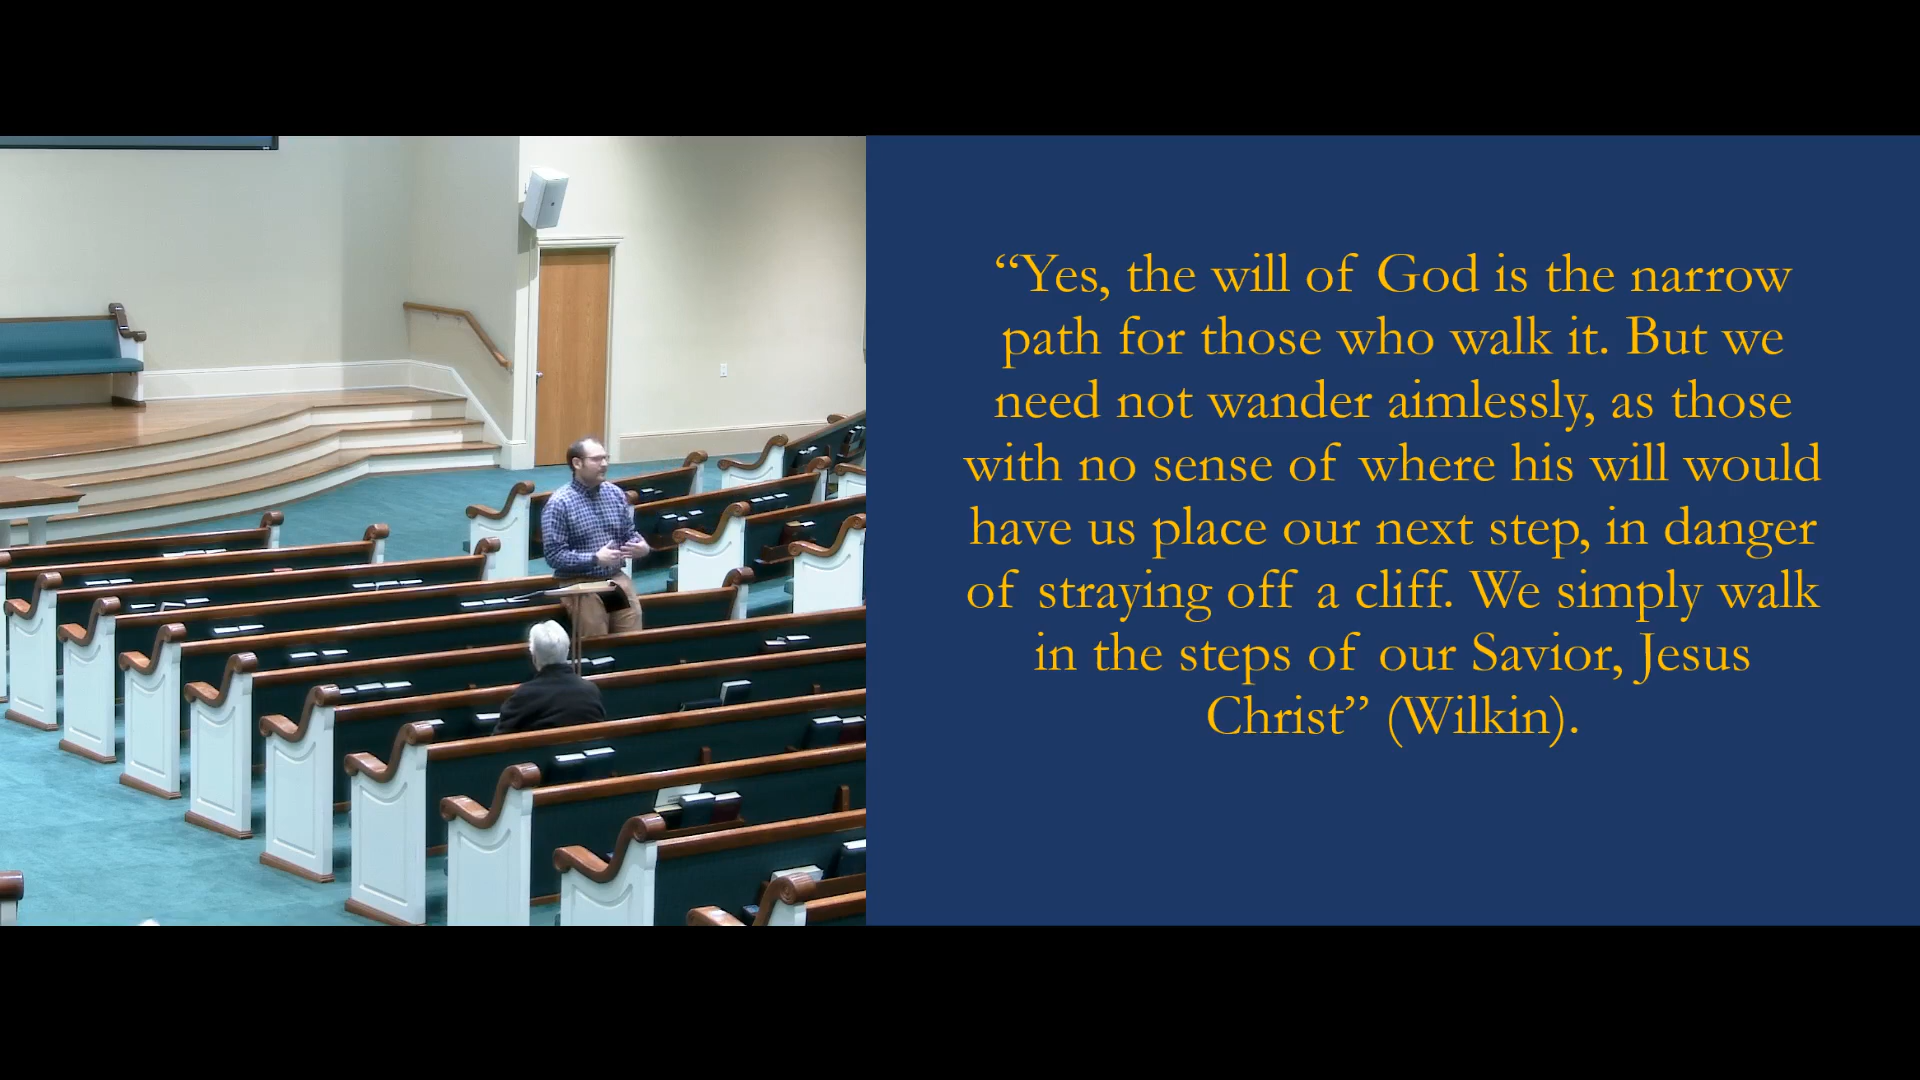 “Yes, the will of God is the narrow
path for those who walk it. But we
need not wander aimlessly, as those
with no sense of where his will would
have us place our next step, in danger
of straying off a cliff. We simply walk
in the steps of our Savior, Jesus
Christ” (Wilkin).